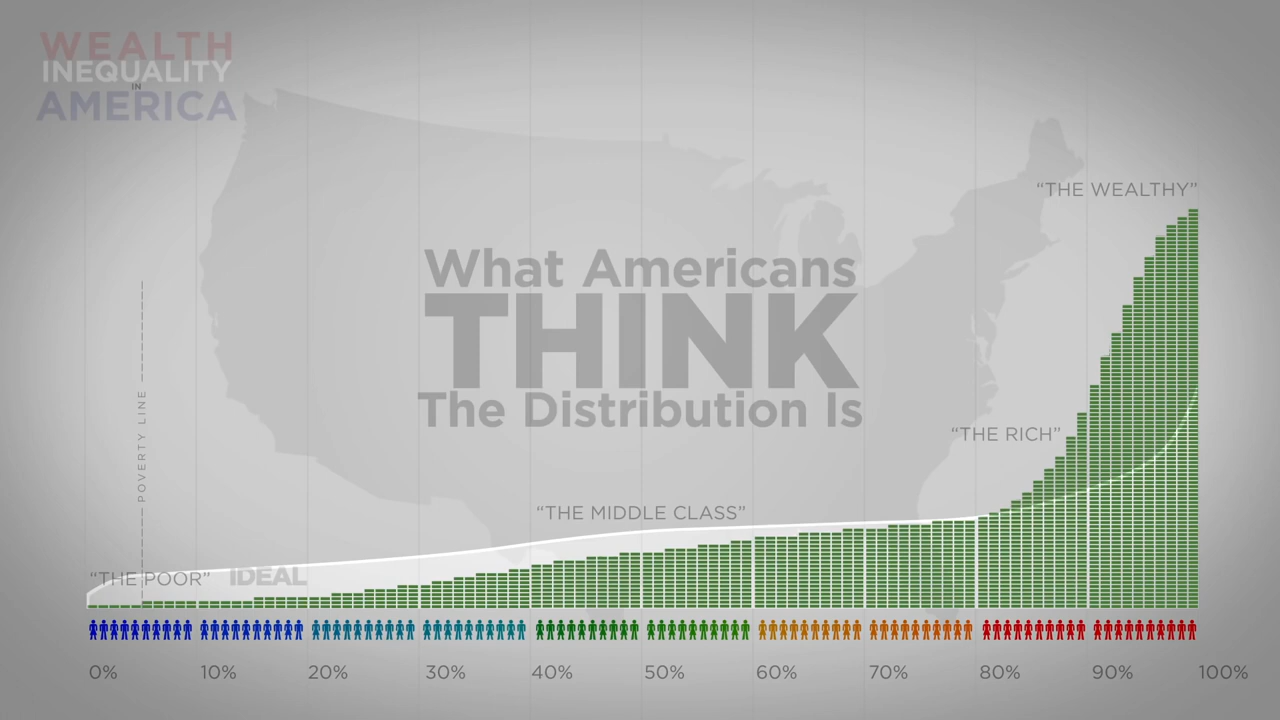 WEALTH
INEQUALITY
IN
AMERICA
“THE WEALTHY”
What Americans
THINK
The Distribution Is
POVERTY LINE
“THE RICH”
“THE MIDDLE CLASS”
“THE POOR”
IDEAL
0% 10% 20% 30% 40% 50% 60% 70% 80% 90% 100%